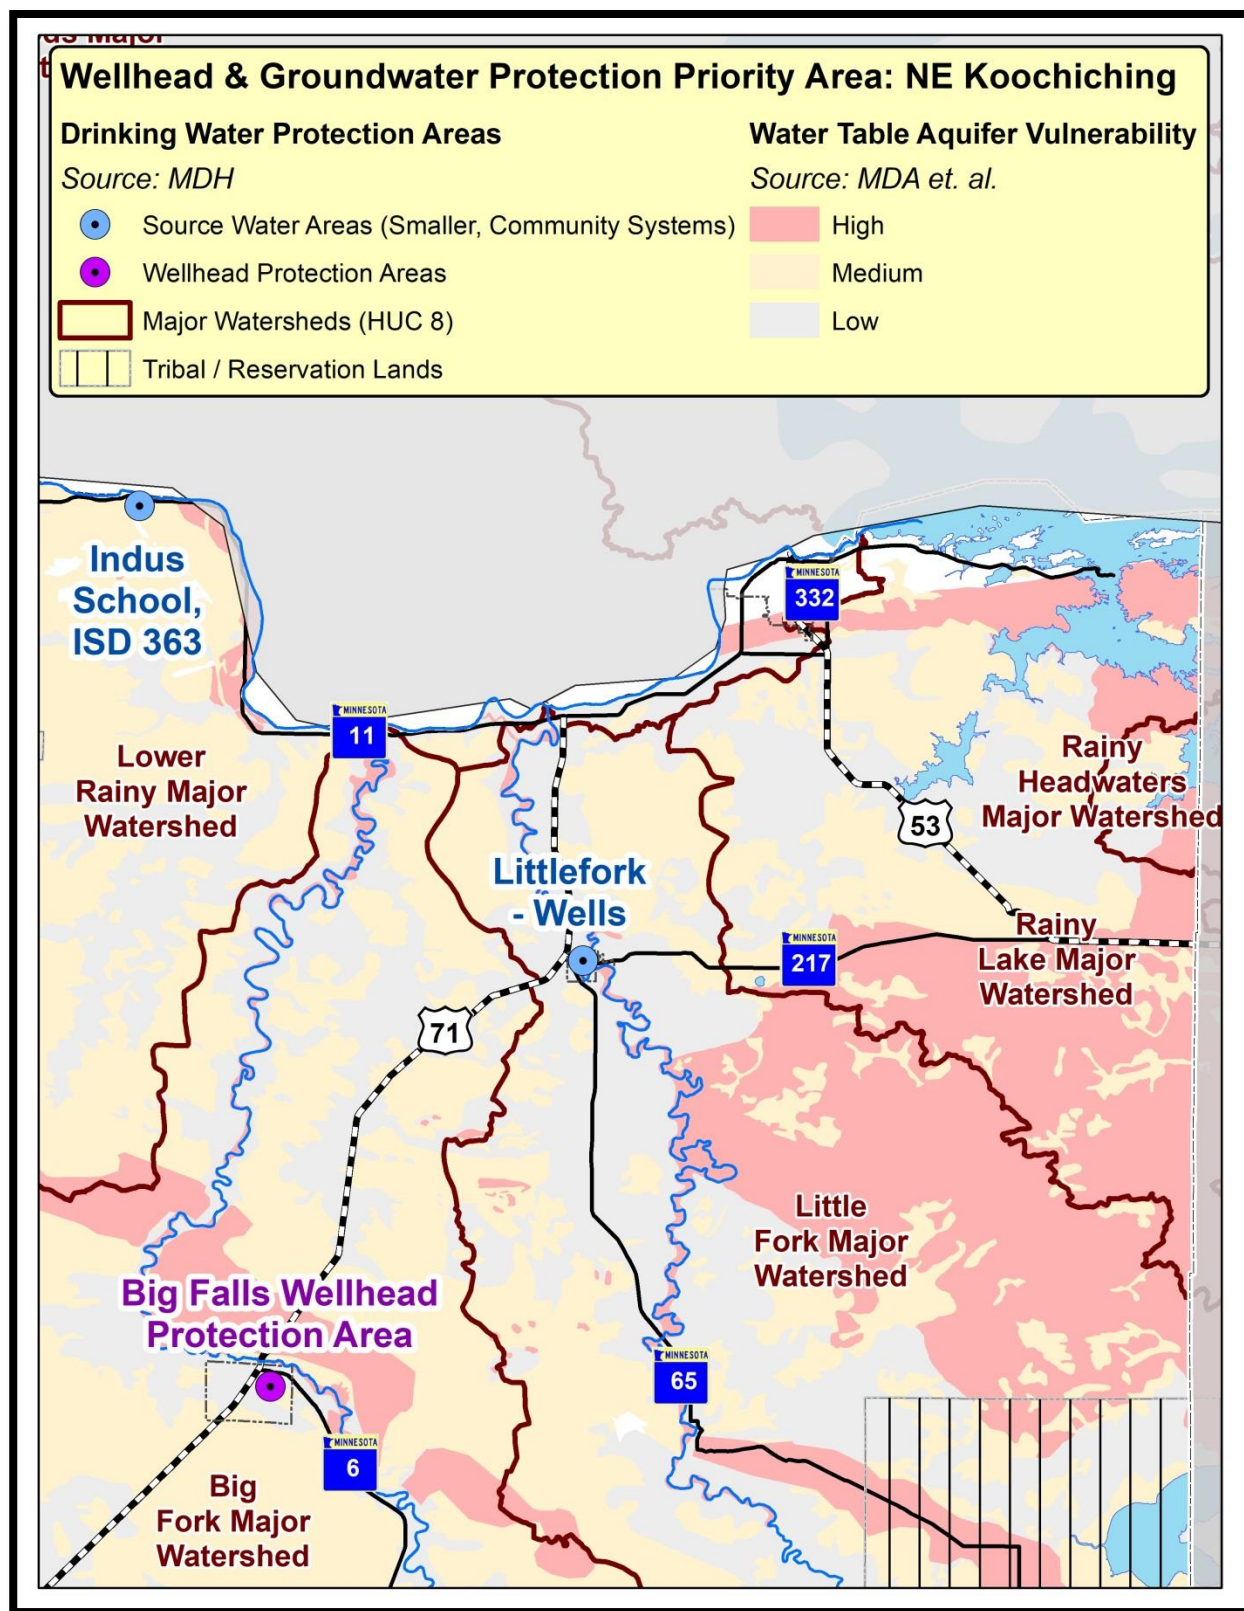 Wellhead & Groundwater Protection Priority Area: NE Koochiching
Drinking Water Protection Areas
Source: MDH
Source Water Areas (Smaller, Community Systems)
Wellhead Protection Areas
Major Watersheds (HUC 8)
Tribal / Reservation Lands
Water Table Aquifer Vulnerability
Source: MDA et. al.
High
Medium
Low
Indus
School,
ISD 363
MINNESOTA
332
MINNESOTA
11
Lower
Rainy Major
Watershed
Rainy
Headwaters
Major Watershed
53
Littlefork
- Wells
MINNESOTA
217
Rainy
Lake Major
Watershed
71
Little
Fork Major
Watershed
Big Falls Wellhead
Protection Area
MINNESOTA
65
MINNESOTA
6
Big
Fork Major
Watershed